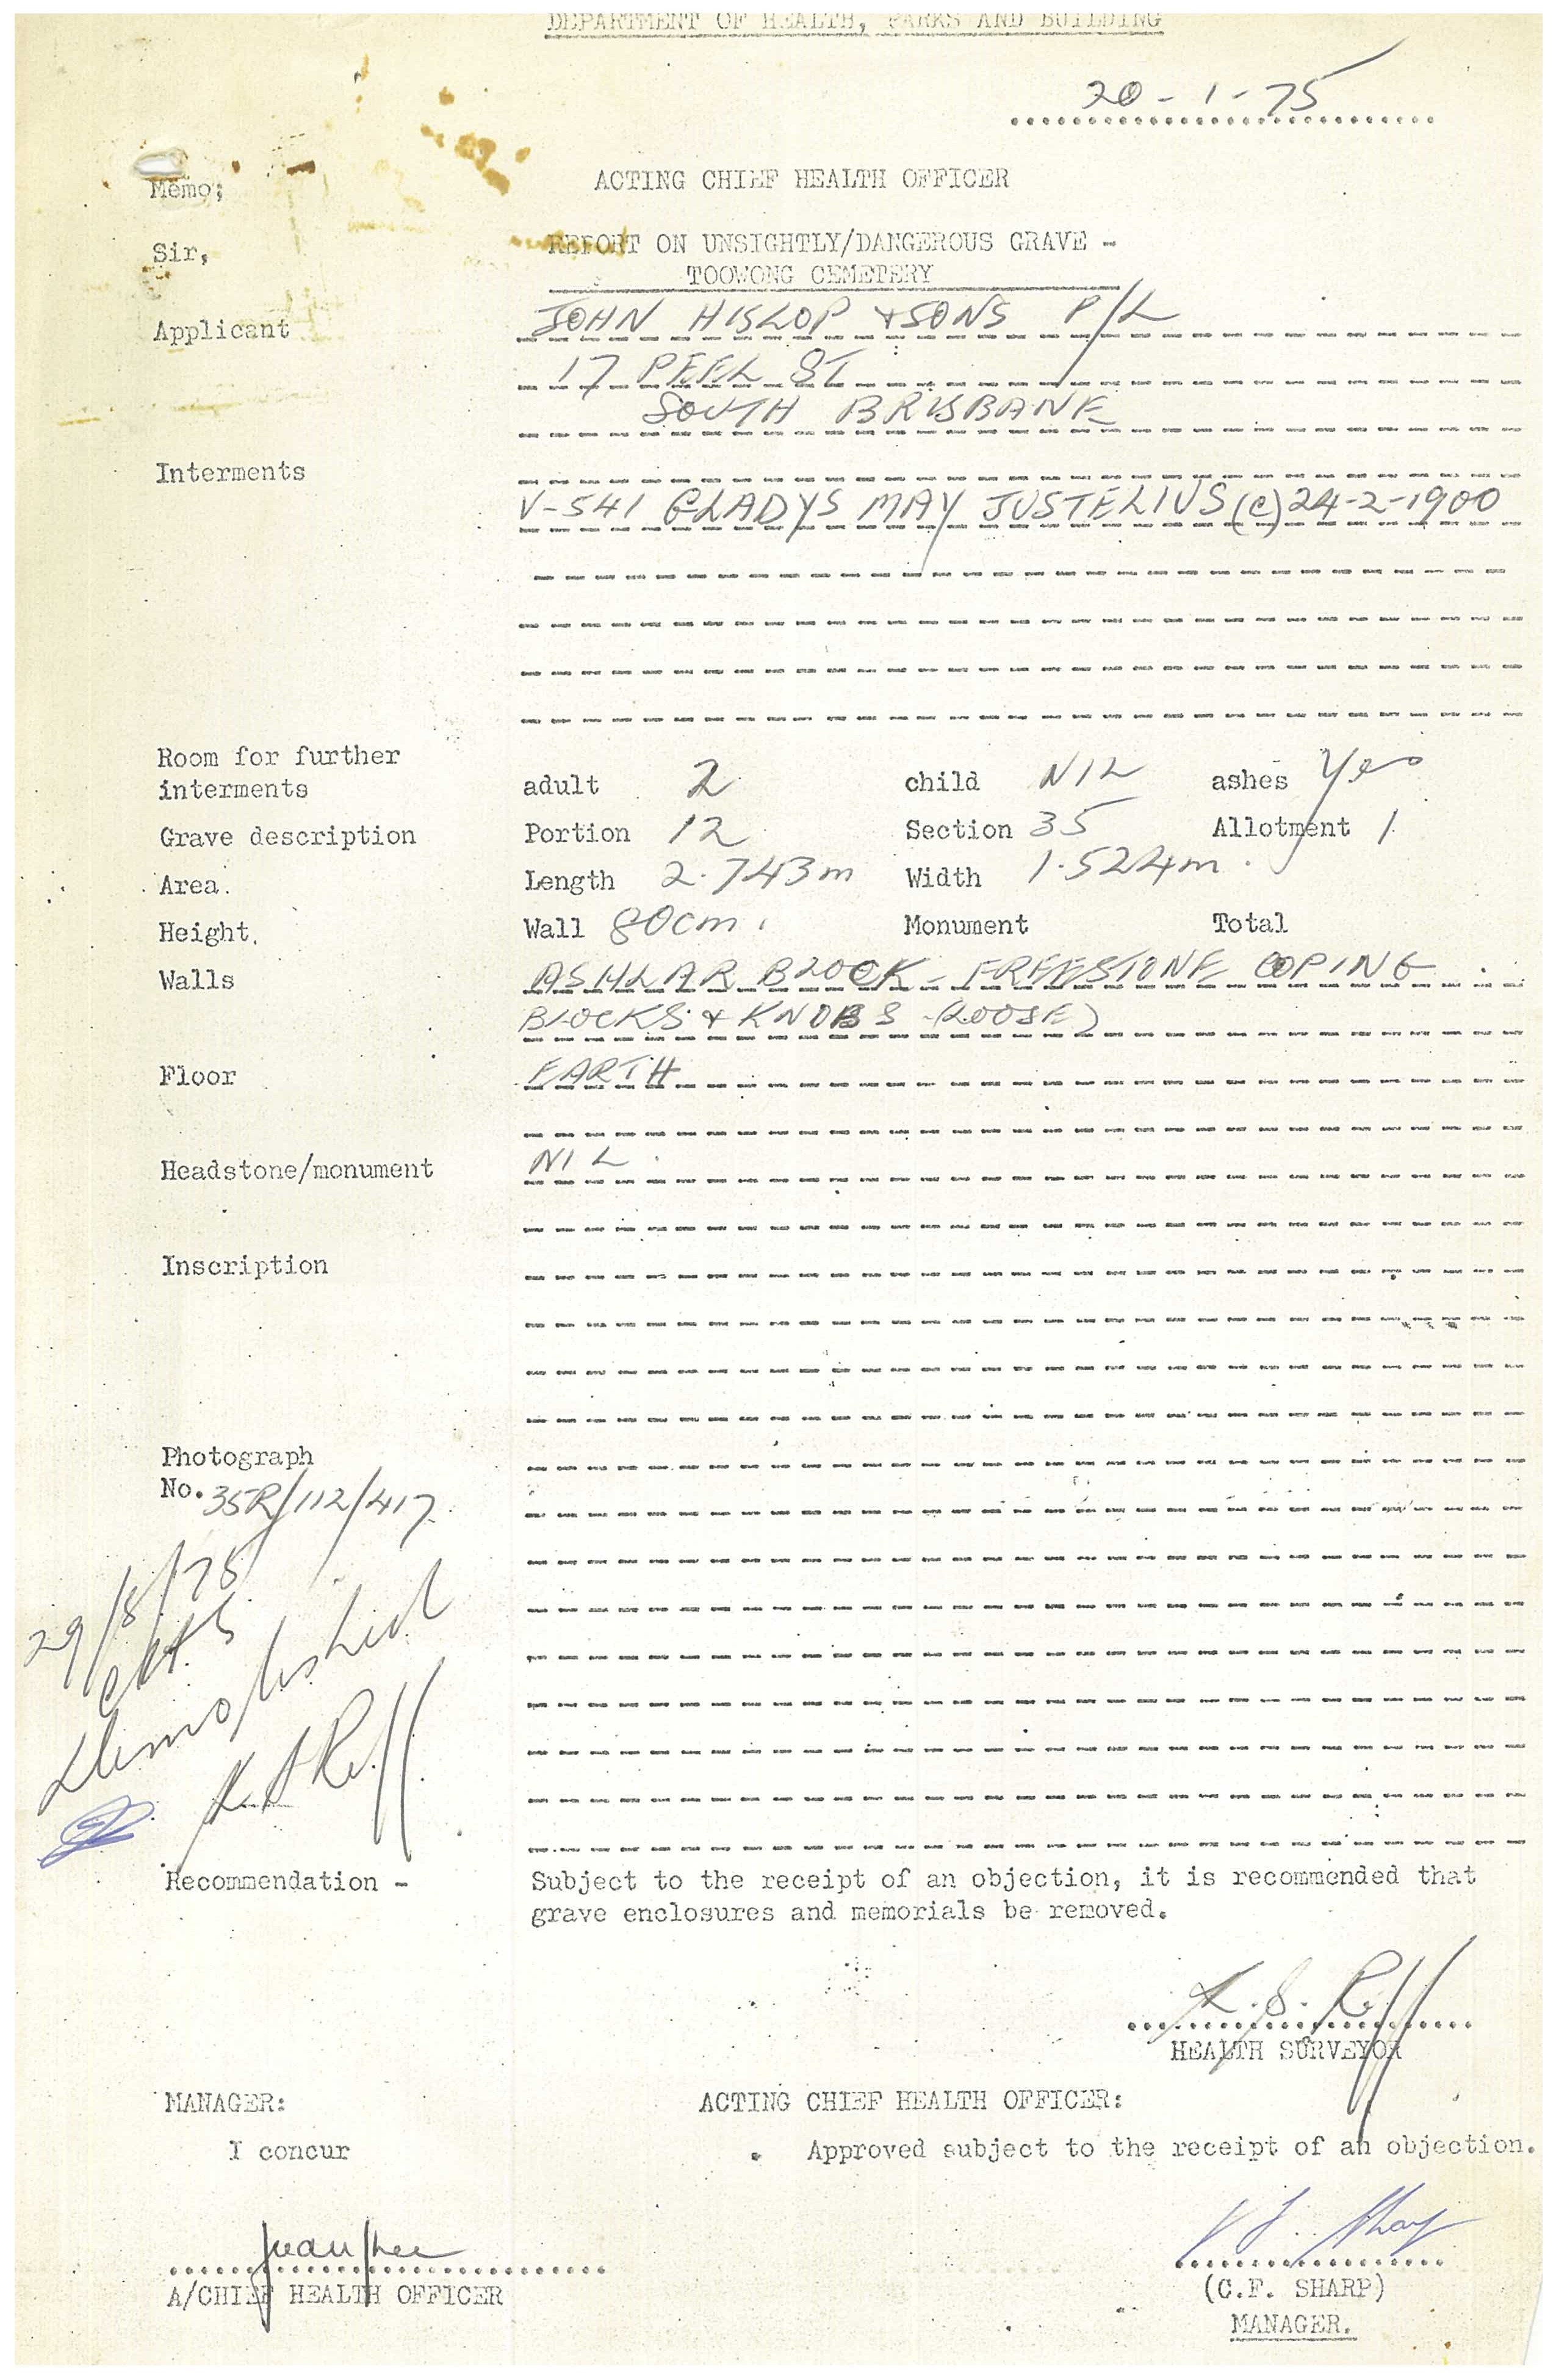 DEPARTMENT OF HEALTH, PARKS AND BUILDING
20-1-75
Memo; ACTING CHIEF HEALTH OFFICER
Sir, REPORT ON UNSIGHTLY/DANGEROUS GRAVE -
TOOWONG CEMETERY
Applicant JOHN HISLOP & SONS P/L
17 PEEL ST
SOUTH BRISBANE
Interments
V-541 GLADYS MAY JUSTELIUS (C) 24-2-1900
Room for further
interments adult 2 child NIL ashes Yes
Grave description Portion 12 Section 35 Allotment 1
Area. Length 2.743m Width 1.524m.
Height. Wall 80cm. Monument Total
Walls ASHLAR BLOCK - FREESTONE COPING
BLOCKS & KNOBS - (LOOSE)
Floor EARTH
Headstone/monument NIL.
Inscription
Photograph
No. 35R/112/417
29/8/75
demolished
Recommendation - Subject to the receipt of an objection, it is recommended that
grave enclosures and memorials be removed.
HEALTH SURVEYOR
MANAGER: ACTING CHIEF HEALTH OFFICER:
I concur Approved subject to the receipt of an objection.
A/CHIEF HEALTH OFFICER
(C.F. SHARP)
MANAGER.